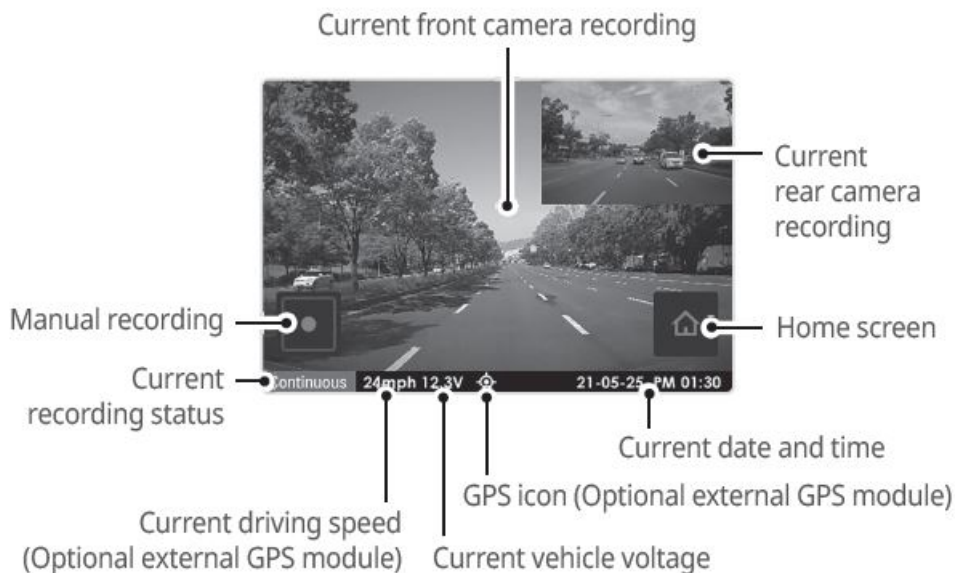 Current front camera recording
Current
rear camera
recording
Manual recording
Home screen
Current
recording status
Continuous 24mph 12.3V 21-05-25 PM 01:30
Current date and time
GPS icon (Optional external GPS module)
Current driving speed
(Optional external GPS module)
Current vehicle voltage